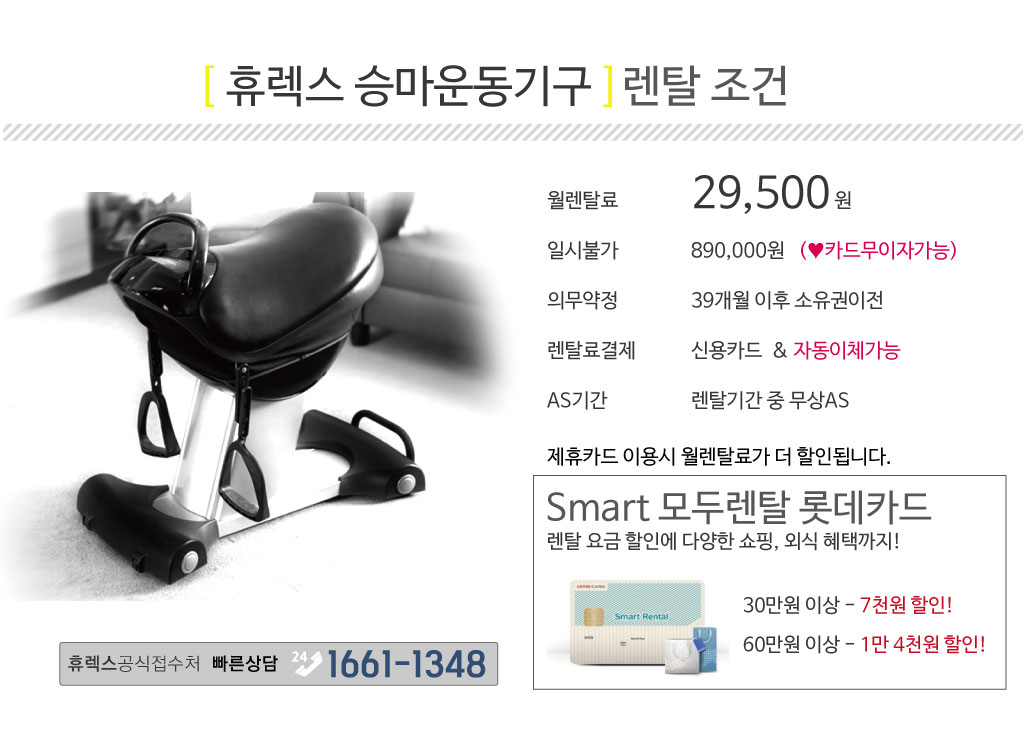 [ 휴렉스 승마운동기구 ] 렌탈 조건
월렌탈료 29,500 원
일시불가 890,000원 (♥카드무이자가능)
의무약정 39개월 이후 소유권이전
렌탈료결제 신용카드 & 자동이체가능
AS기간 렌탈기간 중 무상AS
제휴카드 이용시 월렌탈료가 더 할인됩니다.
Smart 모두렌탈 롯데카드
렌탈 요금 할인에 다양한 쇼핑, 외식 혜택까지!
LOTTE CARD
Smart Rental
30만원 이상 - 7천원 할인!
60만원 이상 - 1만 4천원 할인!
휴렉스공식접수처 빠른상담 24 1661-1348